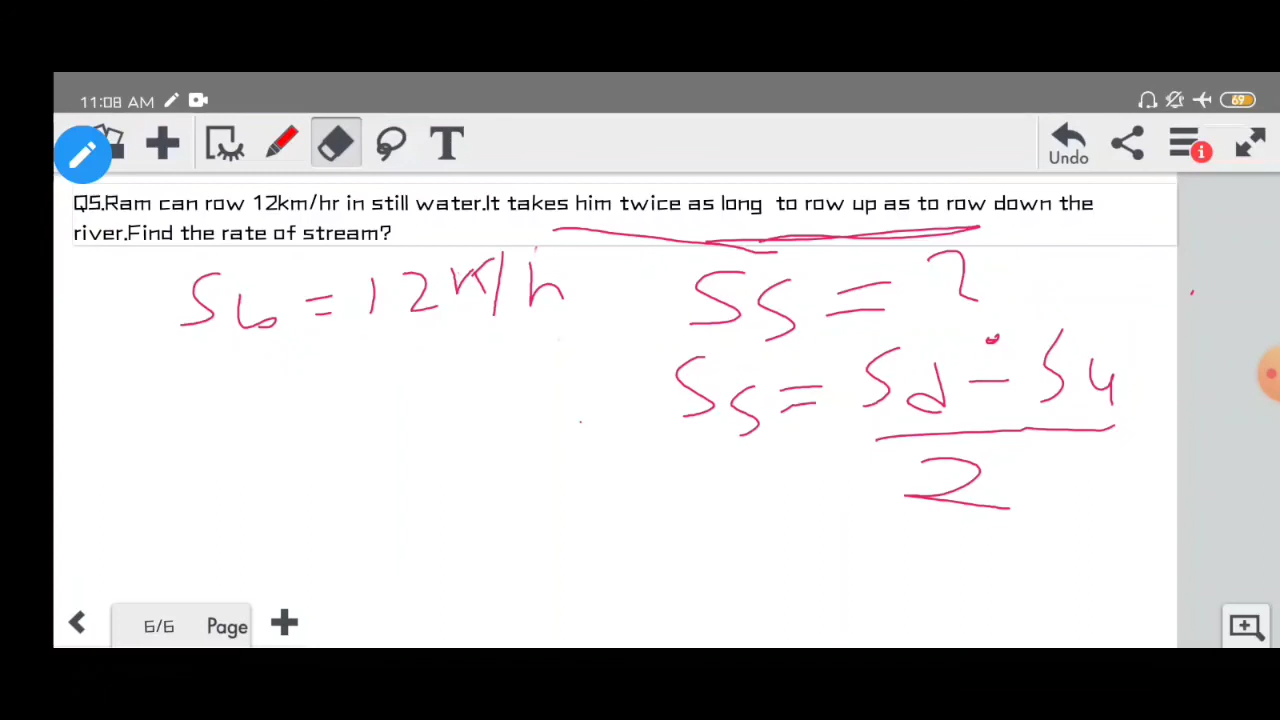 11:08 AM
69
T
Undo
i
Q5.Ram can row 12km/hr in still water.It takes him twice as long to row up as to row down the
river.Find the rate of stream?
Sb = 12K/h
SS = ?
SS = Sd - Su
2
6/6 Page